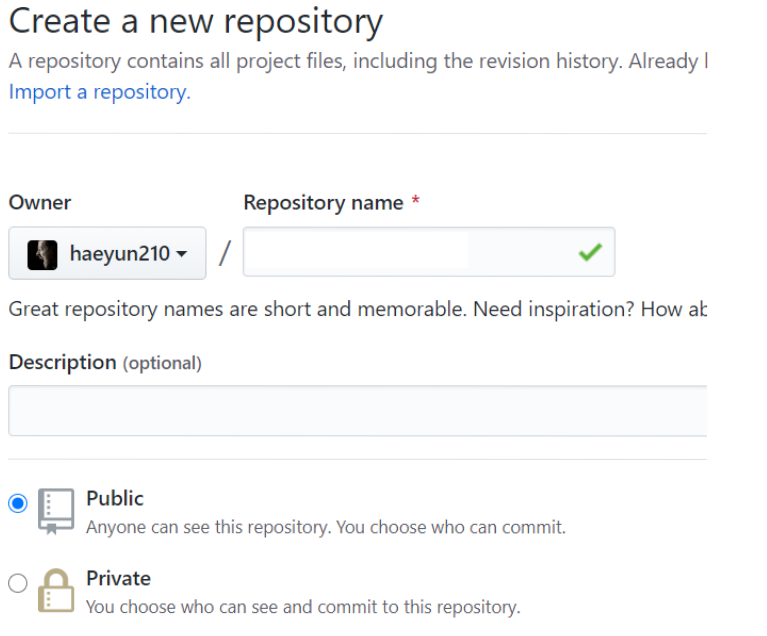 Create a new repository
A repository contains all project files, including the revision history. Already
Import a repository.
Owner
Repository name *
haeyun210
/
Great repository names are short and memorable. Need inspiration? How
Description (optional)
Public
Anyone can see this repository. You choose who can commit.
Private
You choose who can see and commit to this repository.